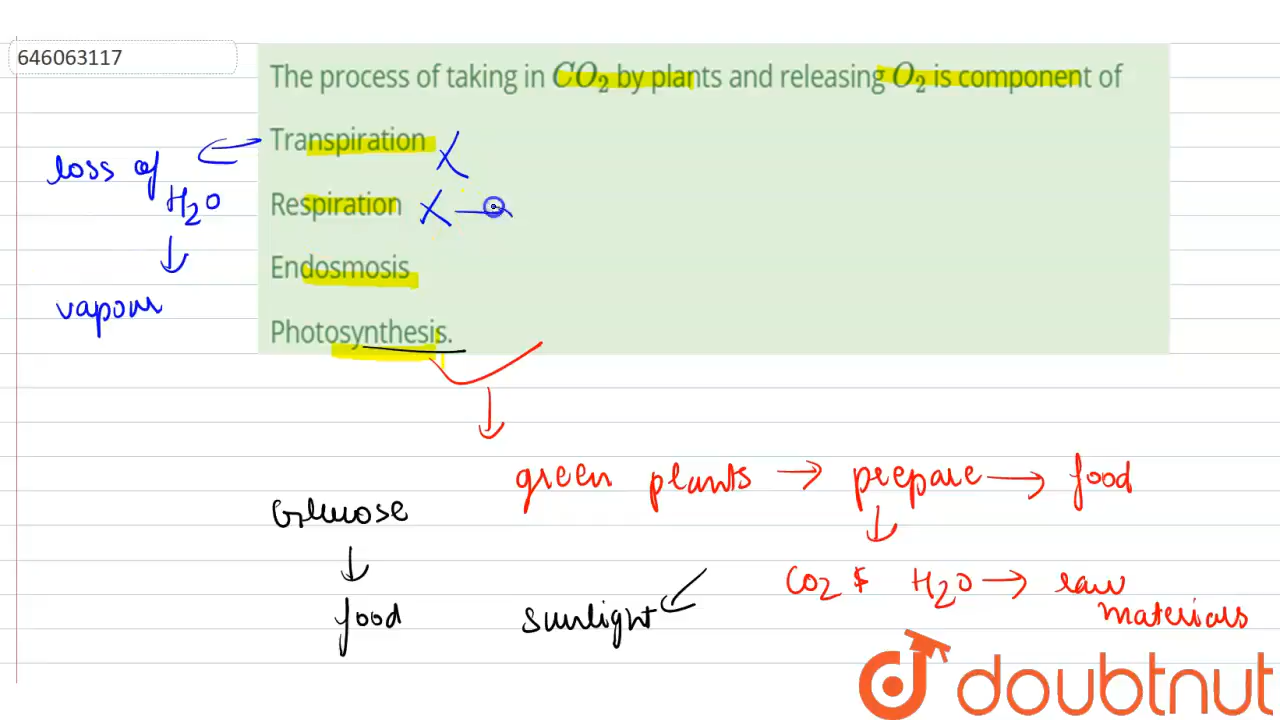 646063117
The process of taking in CO₂ by plants and releasing O₂ is component of
Transpiration X
loss of
H₂O
Respiration X
Endosmosis
vapour
Photosynthesis.
green plants → prepare → food
Glucose
CO₂ & H₂O → raw
materials
food
sunlight
doubtnut